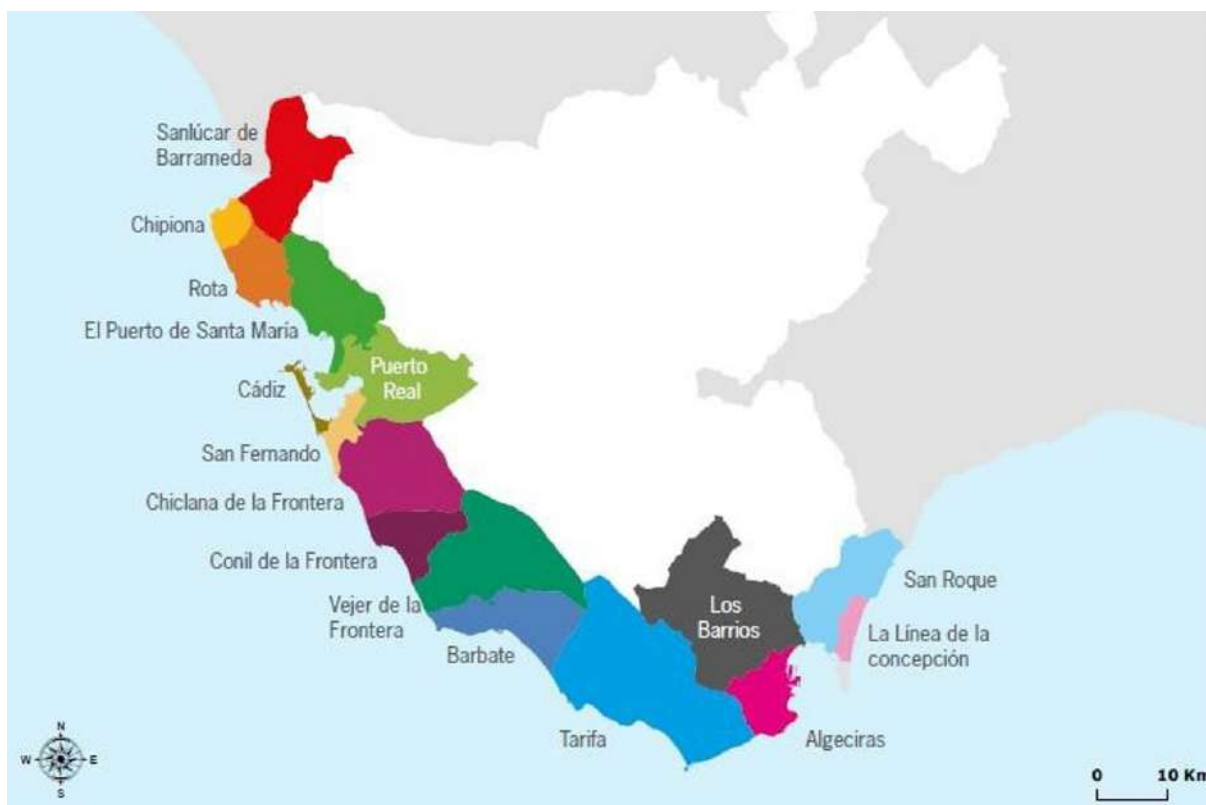 Sanlúcar de
Barrameda
Chipiona
Rota
El Puerto de Santa María
Puerto
Real
Cádiz
San Fernando
Chiclana de la Frontera
Conil de la Frontera
Vejer de la
Frontera
Barbate
Tarifa
Los
Barrios
Algeciras
San Roque
La Línea de la
concepción
N
W
E
S
0 10 Km